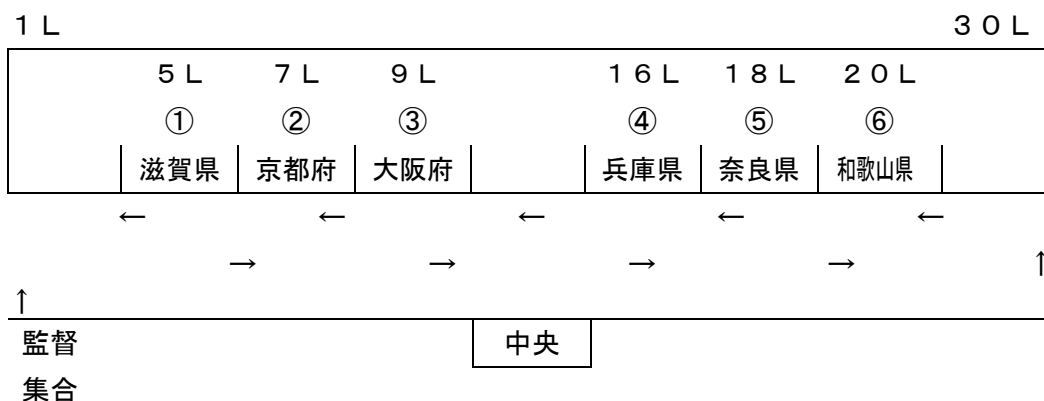 １Ｌ ３０Ｌ
５Ｌ ７Ｌ ９Ｌ １６Ｌ １８Ｌ ２０Ｌ
① ② ③ ④ ⑤ ⑥
滋賀県 京都府 大阪府 兵庫県 奈良県 和歌山県
← ← ← ← ←
→ → → → ↑
↑
監督 中央
集合